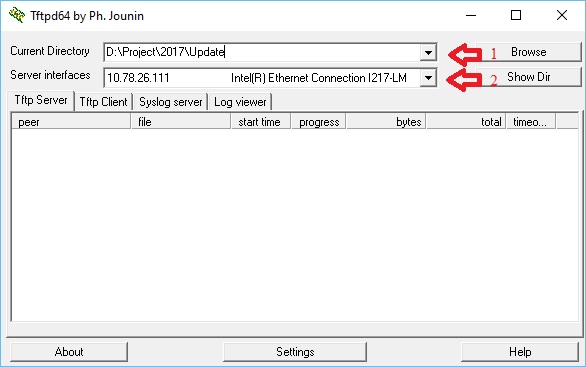 Tftpd64 by Ph. Jounin
Current Directory D:\Project\2017\Update 1 Browse
Server interfaces 10.78.26.111 Intel(R) Ethernet Connection I217-LM 2 Show Dir
Tftp Server Tftp Client Syslog server Log viewer
peer file start time progress bytes total timeo...
About Settings Help